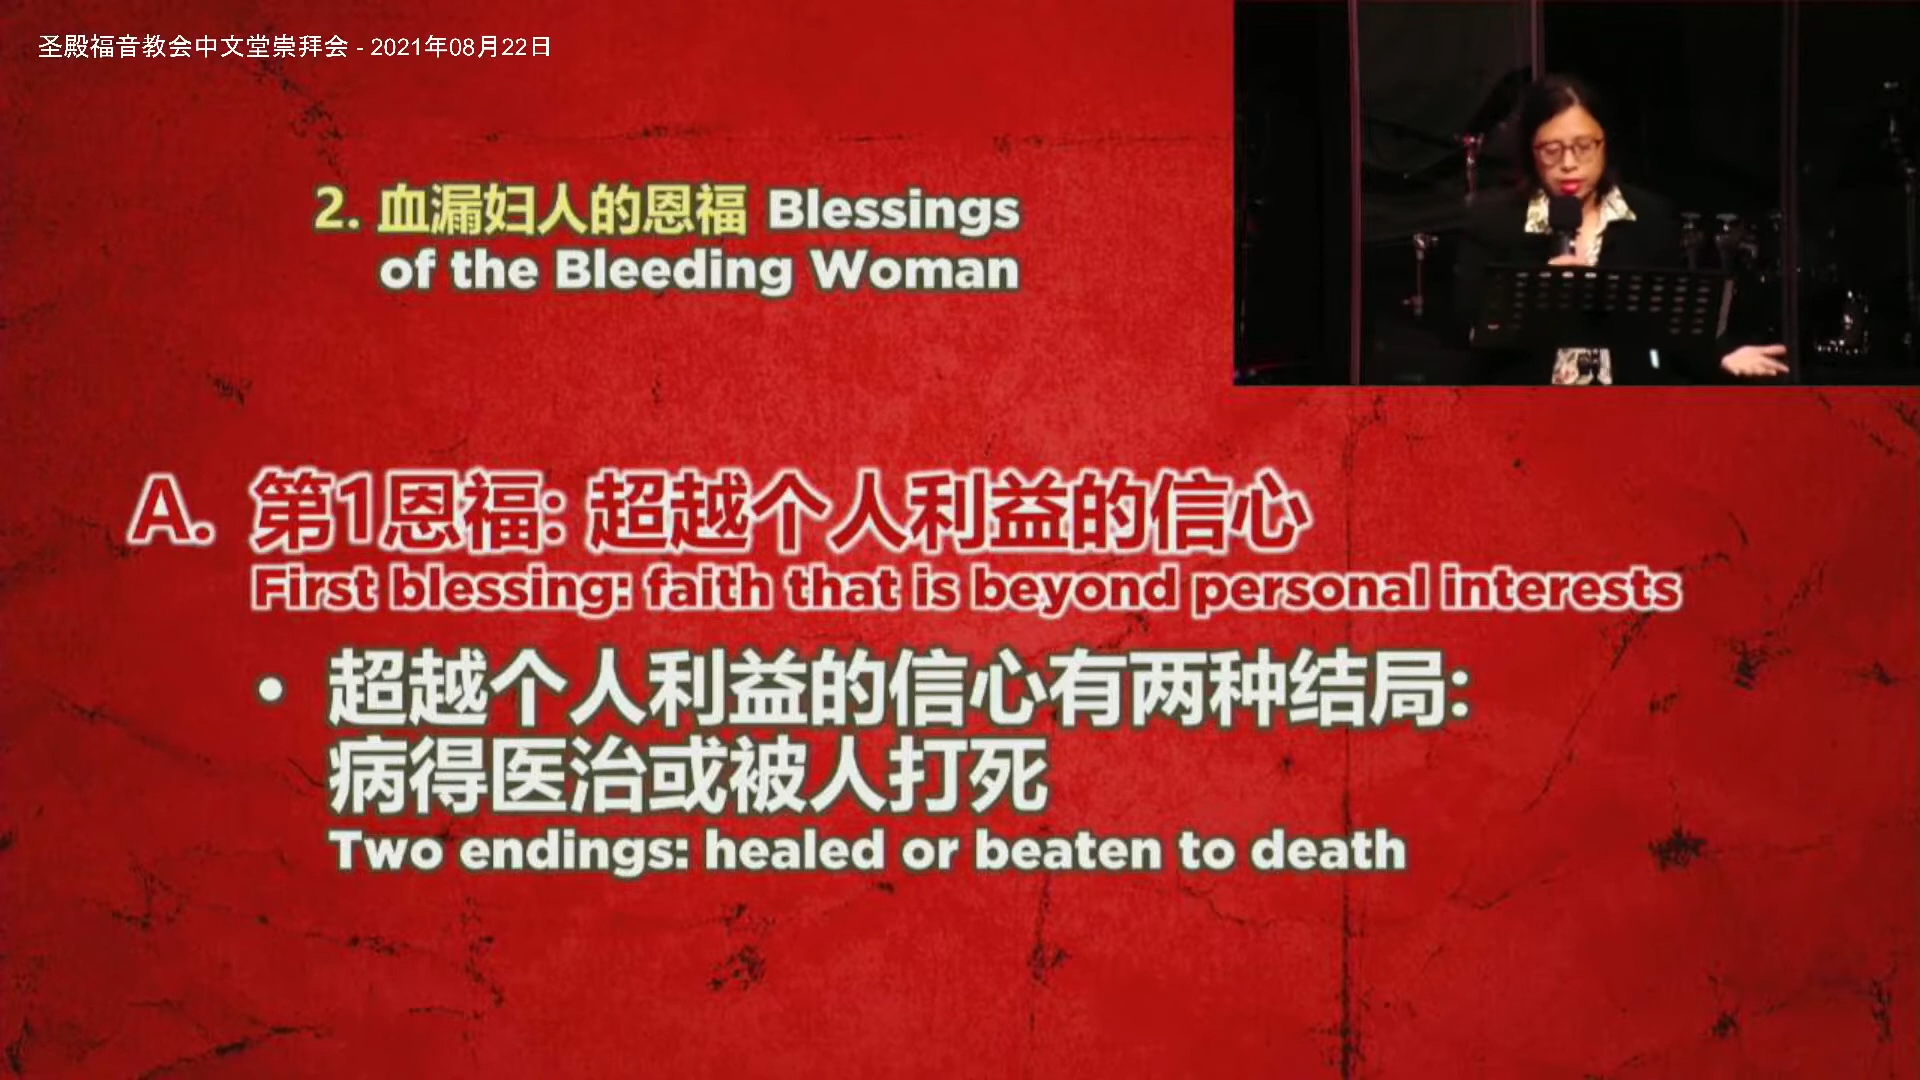 圣殿福音教会中文堂崇拜会 - 2021年08月22日
2. 血漏妇人的恩福 Blessings
of the Bleeding Woman
A. 第1恩福: 超越个人利益的信心
First blessing: faith that is beyond personal interests
• 超越个人利益的信心有两种结局:
病得医治或被人打死
Two endings: healed or beaten to death